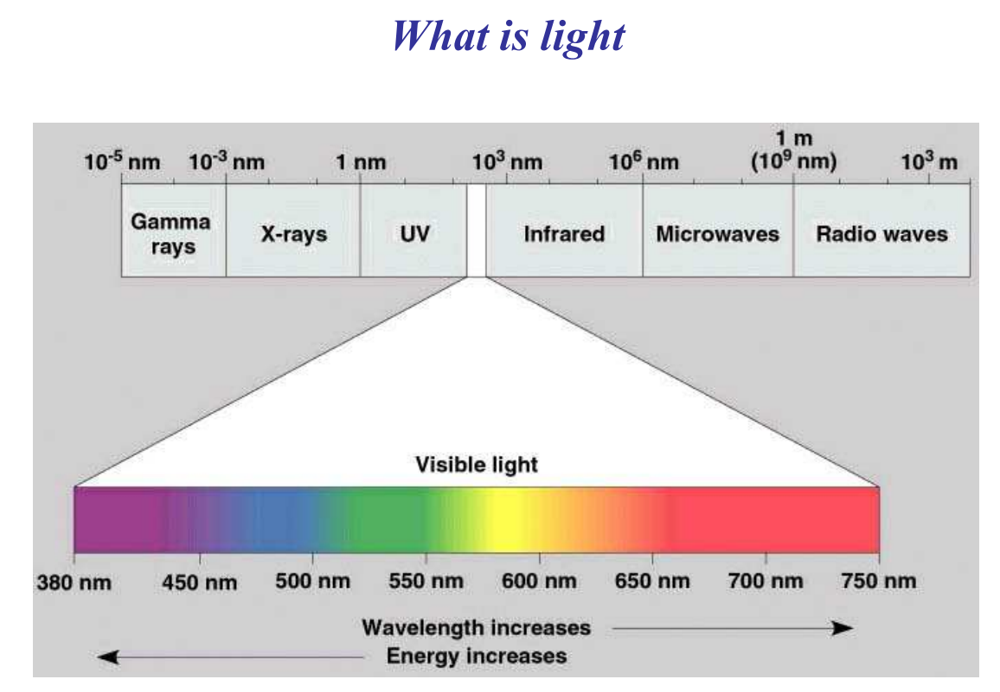 What is light
1 m
10⁻⁵ nm 10⁻³ nm 1 nm 10³ nm 10⁶ nm (10⁹ nm) 10³ m
Gamma
rays
X-rays UV Infrared Microwaves Radio waves
Visible light
380 nm 450 nm 500 nm 550 nm 600 nm 650 nm 700 nm 750 nm
Wavelength increases
Energy increases